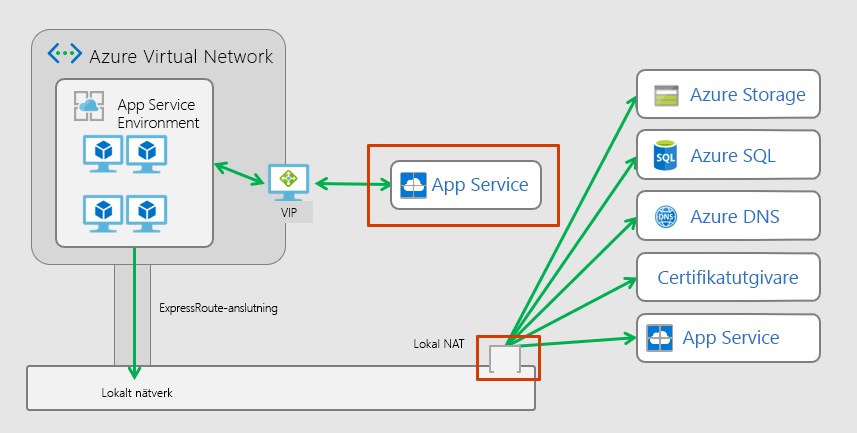 Azure Virtual Network
App Service
Environment
VIP
App Service
Azure Storage
SQL
Azure SQL
DNS
Azure DNS
Certifikatutgivare
App Service
ExpressRoute-anslutning
Lokal NAT
Lokalt nätverk